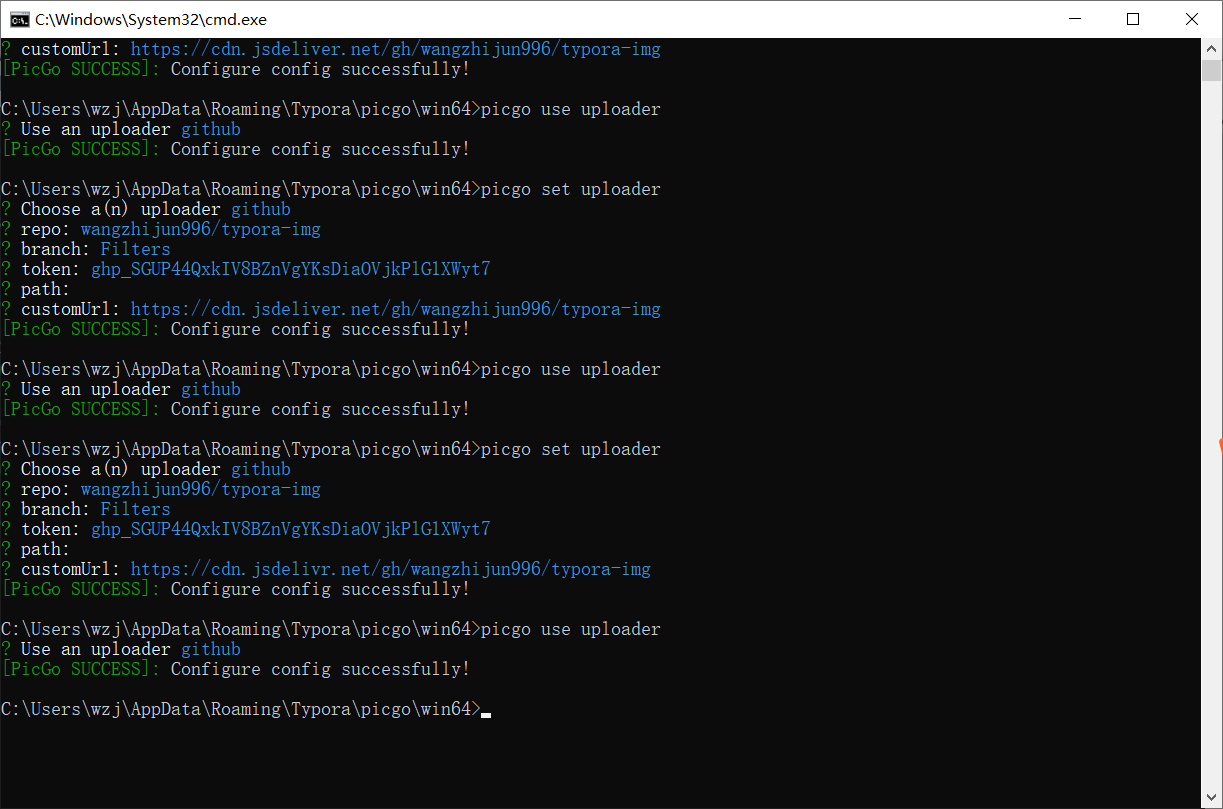 C:\Windows\System32\cmd.exe
? customUrl: https://cdn.jsdeliver.net/gh/wangzhijun996/typora-img
[PicGo SUCCESS]: Configure config successfully!
C:\Users\wzj\AppData\Roaming\Typora\picgo\win64>picgo use uploader
? Use an uploader github
[PicGo SUCCESS]: Configure config successfully!
C:\Users\wzj\AppData\Roaming\Typora\picgo\win64>picgo set uploader
? Choose a(n) uploader github
? repo: wangzhijun996/typora-img
? branch: Filters
? token: ghp_SGUP44QxkIV8BZnVgYKsDiaOVjkPlGlXWyt7
? path:
? customUrl: https://cdn.jsdeliver.net/gh/wangzhijun996/typora-img
[PicGo SUCCESS]: Configure config successfully!
C:\Users\wzj\AppData\Roaming\Typora\picgo\win64>picgo use uploader
? Use an uploader github
[PicGo SUCCESS]: Configure config successfully!
C:\Users\wzj\AppData\Roaming\Typora\picgo\win64>picgo set uploader
? Choose a(n) uploader github
? repo: wangzhijun996/typora-img
? branch: Filters
? token: ghp_SGUP44QxkIV8BZnVgYKsDiaOVjkPlGlXWyt7
? path:
? customUrl: https://cdn.jsdelivr.net/gh/wangzhijun996/typora-img
[PicGo SUCCESS]: Configure config successfully!
C:\Users\wzj\AppData\Roaming\Typora\picgo\win64>picgo use uploader
? Use an uploader github
[PicGo SUCCESS]: Configure config successfully!
C:\Users\wzj\AppData\Roaming\Typora\picgo\win64>